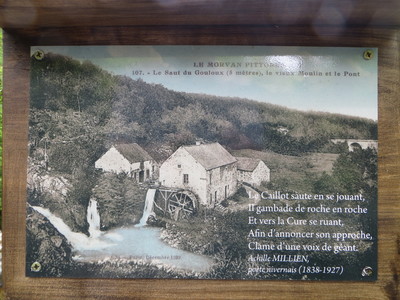 LE MORVAN PITTORESQUE
107. - Le Saut du Gouloux (8 mètres), le vieux Moulin et le Pont
Le Caillot saute en se jouant,
Il gambade de roche en roche
Et vers la Cure se ruant,
Afin d'annoncer son approche,
Clame d'une voix de géant.
Achille MILLIEN,
poète nivernais (1838-1927)